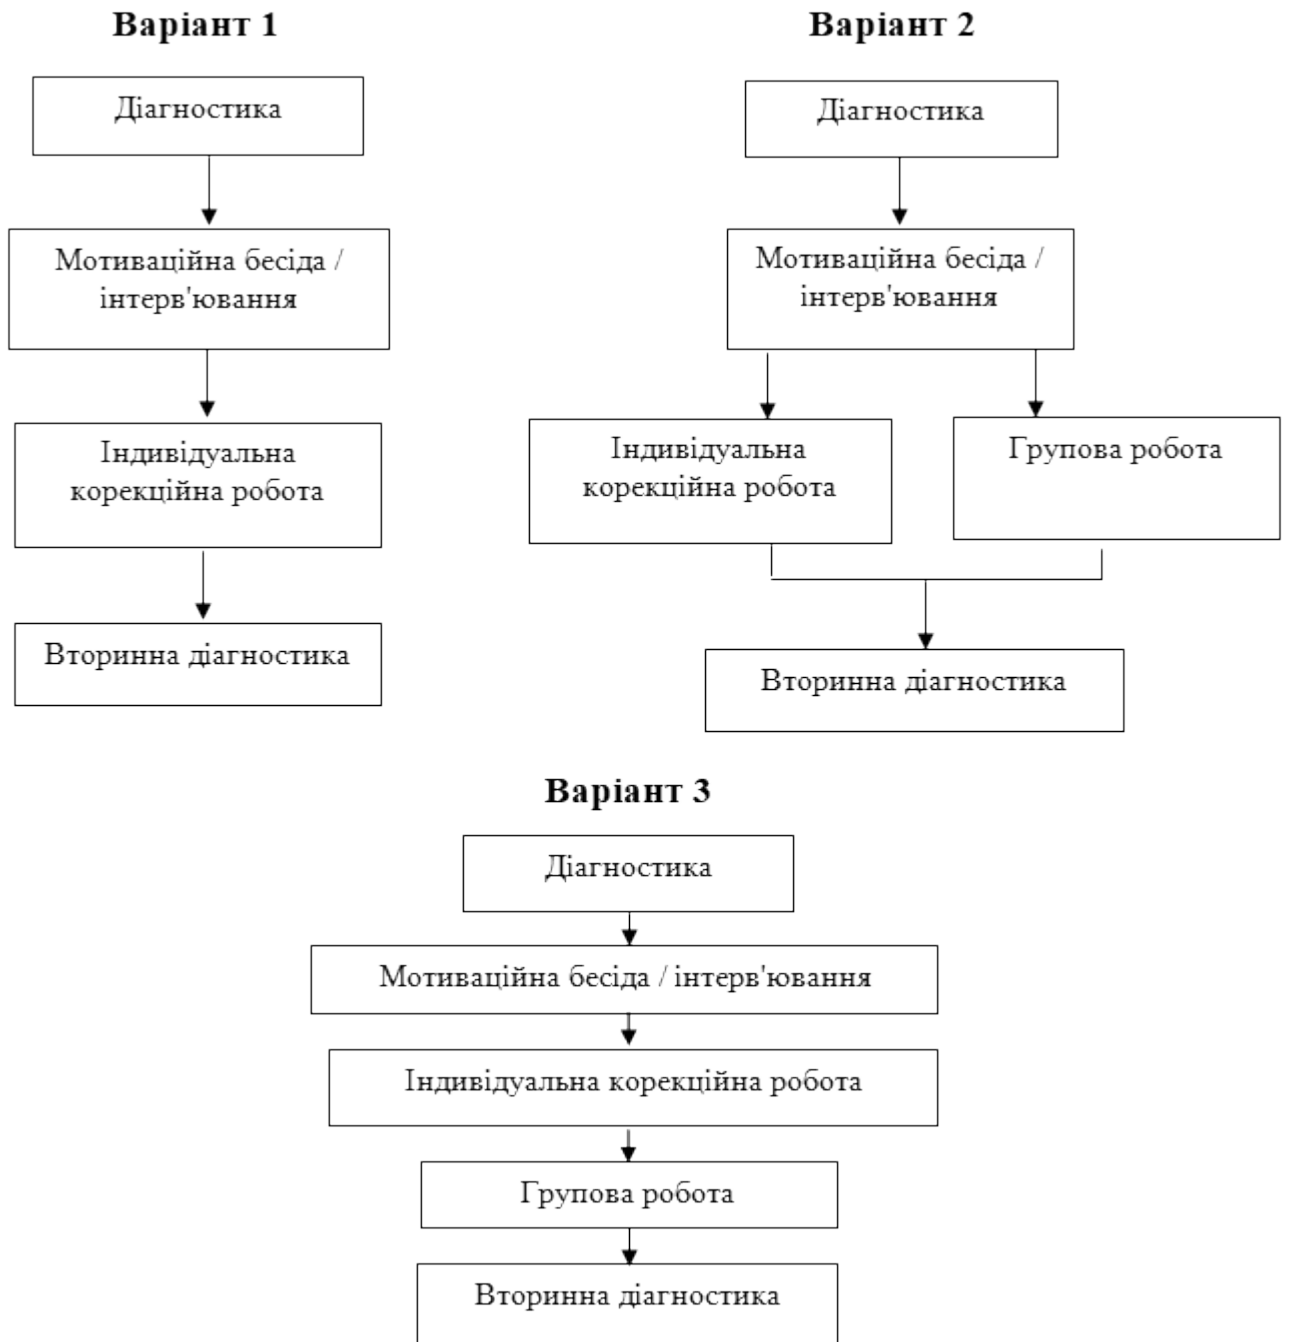 Варіант 1
Діагностика
Мотиваційна бесіда /
інтерв'ювання
Індивідуальна
корекційна робота
Вторинна діагностика
Варіант 2
Діагностика
Мотиваційна бесіда /
інтерв'ювання
Індивідуальна
корекційна робота
Групова робота
Вторинна діагностика
Варіант 3
Діагностика
Мотиваційна бесіда / інтерв'ювання
Індивідуальна корекційна робота
Групова робота
Вторинна діагностика